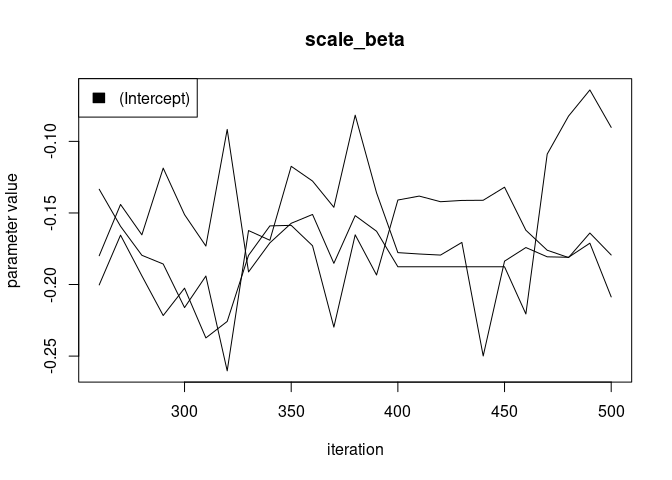 scale_beta
(Intercept)
parameter value
-0.10
-0.15
-0.20
-0.25
300 350 400 450 500
iteration